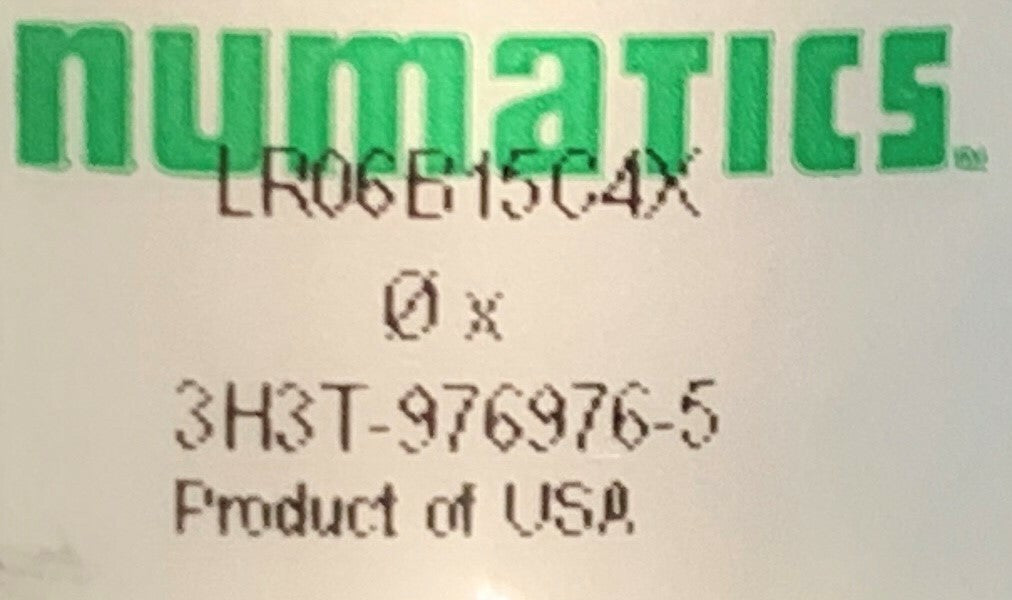 numatics
LR06B15C4X
Ø x
3H3T-976976-5
Product of USA